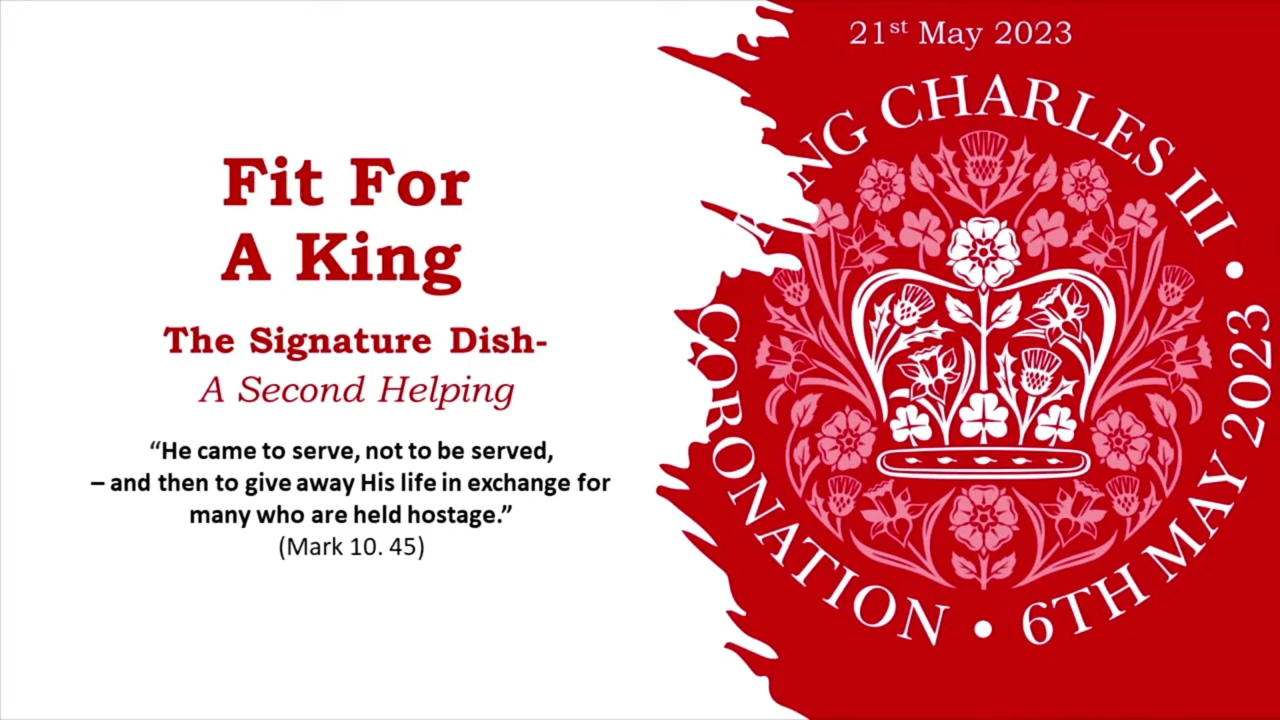 Fit For
A King
The Signature Dish-
A Second Helping
“He came to serve, not to be served,
– and then to give away His life in exchange for
many who are held hostage.”
(Mark 10. 45)
21st May 2023
KING CHARLES III • CORONATION • 6TH MAY 2023